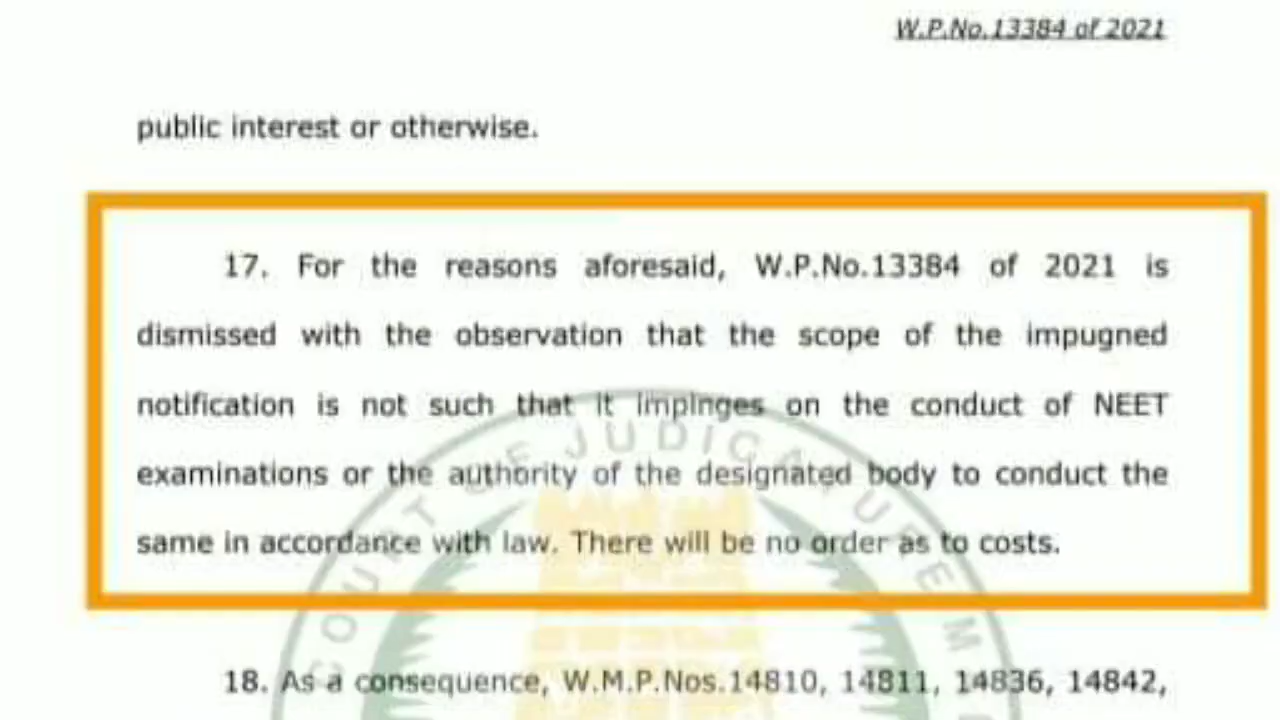 W.P.No.13384 of 2021
public interest or otherwise.
17. For the reasons aforesaid, W.P.No.13384 of 2021 is
dismissed with the observation that the scope of the impugned
notification is not such that it impinges on the conduct of NEET
examinations or the authority of the designated body to conduct the
same in accordance with law. There will be no order as to costs.
COURT OF JUDICATURE M
18. As a consequence, W.M.P.Nos.14810, 14811, 14836, 14842,